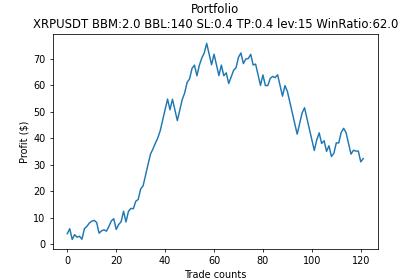 Portfolio
XRPUSDT BBM:2.0 BBL:140 SL:0.4 TP:0.4 lev:15 WinRatio:62.0
70
60
50
40
30
20
10
0
Profit ($)
0 20 40 60 80 100 120
Trade counts